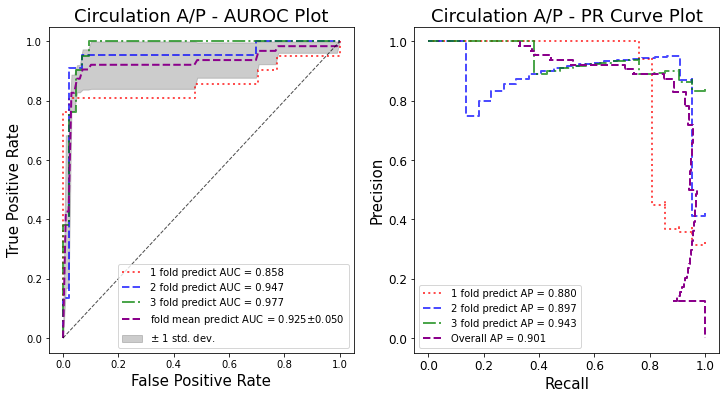 Circulation A/P - AUROC Plot
True Positive Rate
1.0
0.8
0.6
0.4
0.2
0.0
1 fold predict AUC = 0.858
2 fold predict AUC = 0.947
3 fold predict AUC = 0.977
fold mean predict AUC = 0.925±0.050
± 1 std. dev.
0.0 0.2 0.4 0.6 0.8 1.0
False Positive Rate
Circulation A/P - PR Curve Plot
Precision
1.0
0.8
0.6
0.4
0.2
0.0
1 fold predict AP = 0.880
2 fold predict AP = 0.897
3 fold predict AP = 0.943
Overall AP = 0.901
0.0 0.2 0.4 0.6 0.8 1.0
Recall